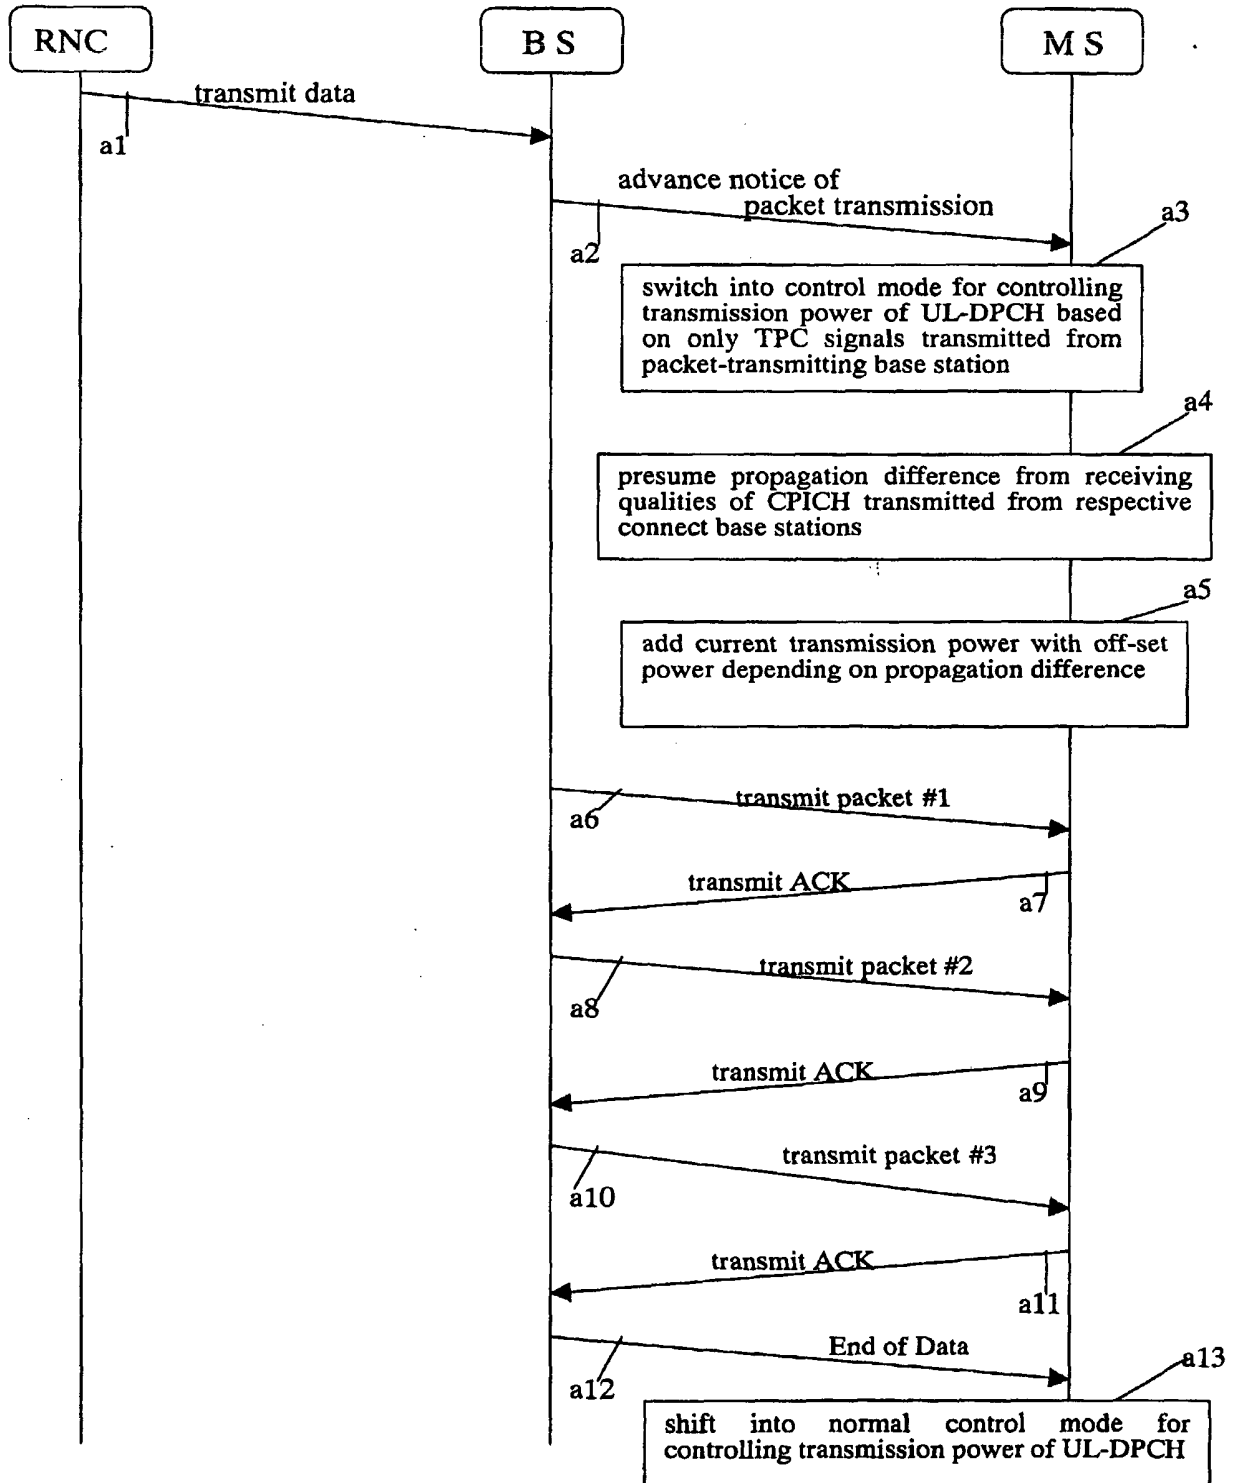 RNC
B S
M S
transmit data
a1
advance notice of
packet transmission
a2
a3
switch into control mode for controlling
transmission power of UL-DPCH based
on only TPC signals transmitted from
packet-transmitting base station
a4
presume propagation difference from receiving
qualities of CPICH transmitted from respective
connect base stations
a5
add current transmission power with off-set
power depending on propagation difference
transmit packet #1
a6
transmit ACK
a7
transmit packet #2
a8
transmit ACK
a9
transmit packet #3
a10
transmit ACK
a11
End of Data
a12
a13
shift into normal control mode for
controlling transmission power of UL-DPCH